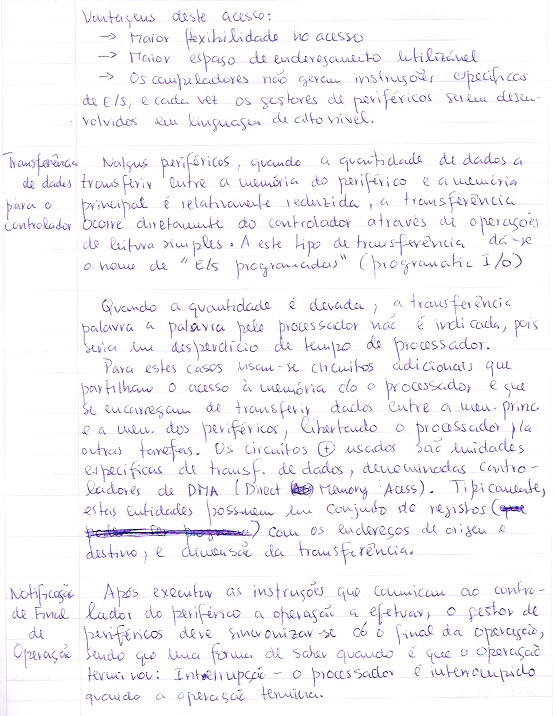 Vantagens deste acesso:
→ Maior flexibilidade no acesso
→ Maior espaço de endereçamento utilizável
→ Os compiladores não geram instruções específicas
de E/S, e cada vez os gestores de periféricos serem desen-
volvidos em linguagem de alto nível.
Transferência
de dados
para o
controlador
Nalguns periféricos, quando a quantidade de dados a
transferir entre a memória do periférico e a memória
principal é relativamente reduzida, a transferência
ocorre diretamente do controlador através de operações
de leitura simples. A este tipo de transferência dá-se
o nome de "E/S programadas" (programatic I/O)
Quando a quantidade é elevada, a transferência
palavra a palavra pelo processador não é indicada, pois
seria um desperdício de tempo de processador.
Para estes casos usam-se circuitos adicionais que
partilham o acesso à memória c/o processador e que
se encarregam de transferir dados entre a mem. princ
e a mem. dos periféricos, libertando o processador p/a
outras tarefas. Os circuitos (+) usados são unidades
específicas de transf. de dados, denominadas contro-
ladores de DMA (Direct Memory Acess). Tipicamente,
estas entidades possuem um conjunto de registos (
) com os endereços de origem e
destino, e dimensão da transferência.
Notificação
de Final
de
Operação
Após executar as instruções que comunicam ao contro-
lador do periférico a operação a efetuar, o gestor de
periféricos deve sincronizar-se c/o final da operação,
sendo que uma forma de saber quando é que a operação
terminou: Interrupção - o processador é interrompido
quando a operação termina.